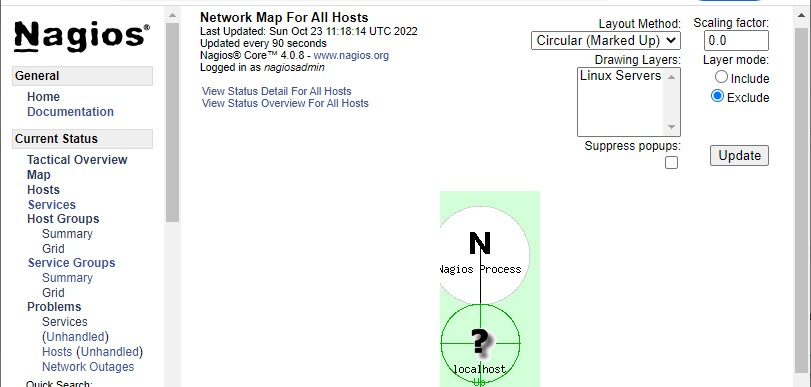 Nagios®
General
Home
Documentation
Current Status
Tactical Overview
Map
Hosts
Services
Host Groups
Summary
Grid
Service Groups
Summary
Grid
Problems
Services
(Unhandled)
Hosts (Unhandled)
Network Outages
Quick Search:
Network Map For All Hosts
Last Updated: Sun Oct 23 11:18:14 UTC 2022
Updated every 90 seconds
Nagios® Core™ 4.0.8 - www.nagios.org
Logged in as nagiosadmin
View Status Detail For All Hosts
View Status Overview For All Hosts
Layout Method:
Circular (Marked Up)
Drawing Layers:
Linux Servers
Suppress popups:
Scaling factor:
0.0
Layer mode:
Include
Exclude
Update
N
Nagios Process
?
localhost
Up